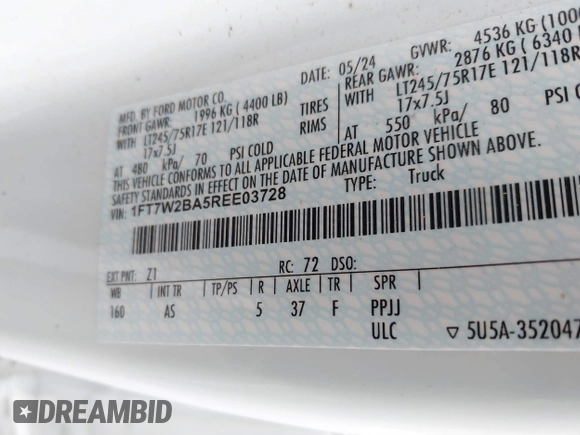 MFD. BY FORD MOTOR CO. DATE: 05/24 GVWR: 4536 KG (1000
FRONT GAWR: 1996 KG ( 4400 LB) REAR GAWR: 2876 KG ( 6340
WITH LT245/75R17E 121/118R TIRES WITH LT245/75R17E 121/118R
17x7.5J RIMS 17x7.5J
AT 480 kPa/ 70 PSI COLD AT 550 kPa/ 80 PSI CO
THIS VEHICLE CONFORMS TO ALL APPLICABLE FEDERAL MOTOR VEHICLE
SAFETY STANDARDS IN EFFECT ON THE DATE OF MANUFACTURE SHOWN ABOVE.
VIN: 1FT7W2BA5REE03728 TYPE: Truck
EXT PNT: Z1 RC: 72 DSO:
WB INT TR TP/PS R AXLE TR SPR
160 AS 5 37 F PPJJ
ULC ▽ 5U5A-352047
DREAMBID